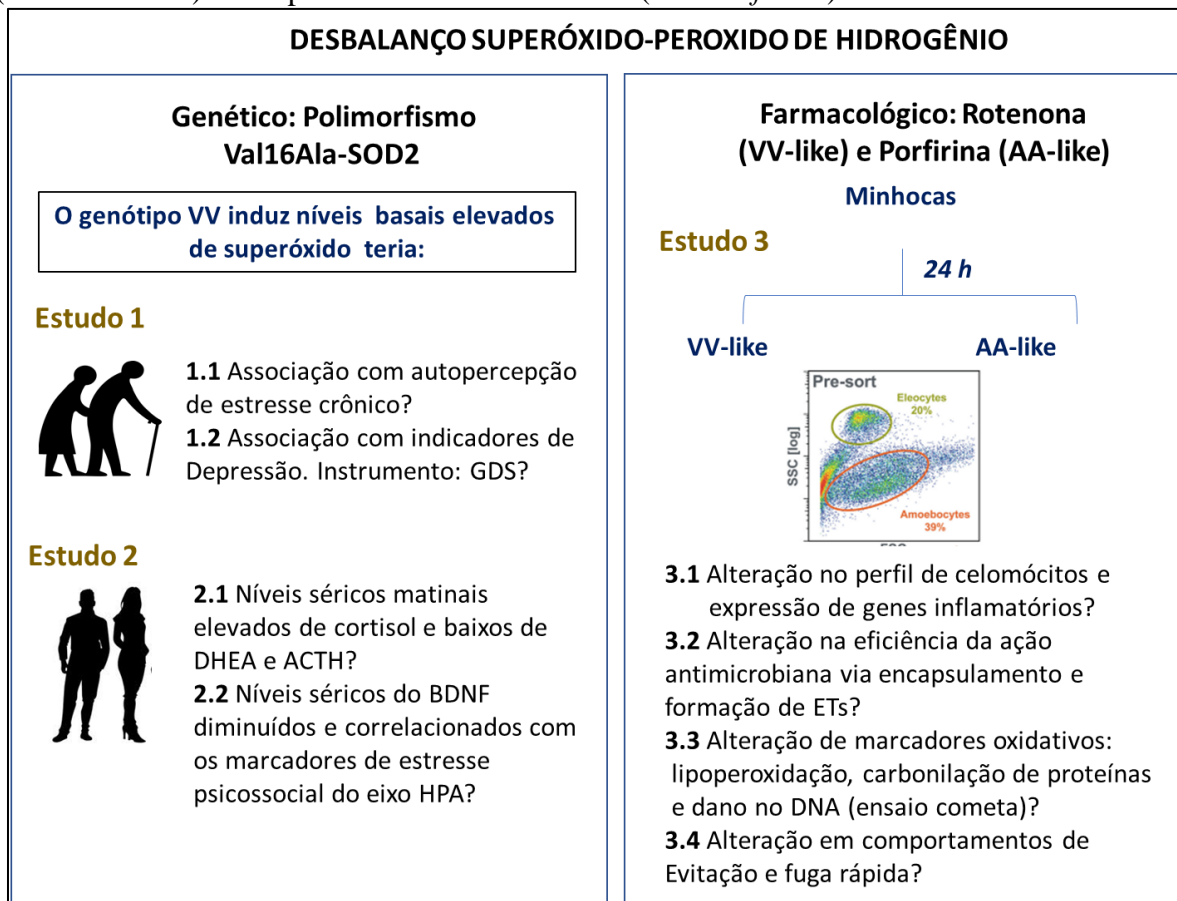 DESBALANÇO SUPERÓXIDO-PEROXIDO DE HIDROGÊNIO
Genético: Polimorfismo
Val16Ala-SOD2
O genótipo VV induz níveis basais elevados
de superóxido teria:
Estudo 1
1.1 Associação com autopercepção
de estresse crônico?
1.2 Associação com indicadores de
Depressão. Instrumento: GDS?
Estudo 2
2.1 Níveis séricos matinais
elevados de cortisol e baixos de
DHEA e ACTH?
2.2 Níveis séricos do BDNF
diminuídos e correlacionados com
os marcadores de estresse
psicossocial do eixo HPA?
Farmacológico: Rotenona
(VV-like) e Porfirina (AA-like)
Minhocas
Estudo 3
24 h
VV-like
AA-like
Pre-sort
Eleocytes
20%
SSC [log]
Amoebocytes
39%
3.1 Alteração no perfil de celomócitos e
expressão de genes inflamatórios?
3.2 Alteração na eficiência da ação
antimicrobiana via encapsulamento e
formação de ETs?
3.3 Alteração de marcadores oxidativos:
lipoperoxidação, carbonilação de proteínas
e dano no DNA (ensaio cometa)?
3.4 Alteração em comportamentos de
Evitação e fuga rápida?